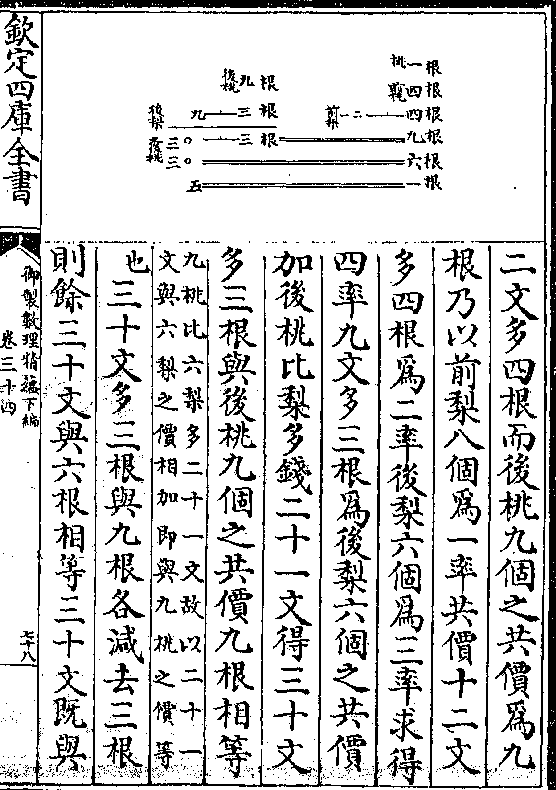 桃一根
四根
前梨一二══四根
後桃九根
後梨九──三根
後桃三〇──三根══九根
三〇══六根
五══一根
二文多四根而後桃九個之共價爲九
根乃以前梨八個爲一率共價十二文
多四根爲二率後梨六個爲三率求得
四率九文多三根爲後梨六個之共價
加後桃比梨多錢二十一文得三十文
多三根與後桃九個之共價九根相等
九桃比六梨多二十一文故以二十一
文與六梨之價相加即與九桃之價等
也三十文多三根與九根各減去三根
則餘三十文與六根相等三十文既與
欽定四庫全書
御製數理精藴下編
卷三十四
七十八